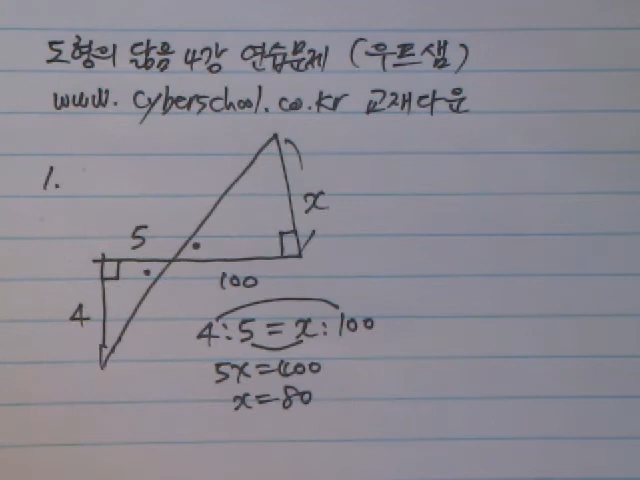 도형의 닮음 4강 연습문제 (우프샘)
www.cyberschool.co.kr 교재다운
1.
x
5
100
4
4:5 = x:100
5x=400
x=80